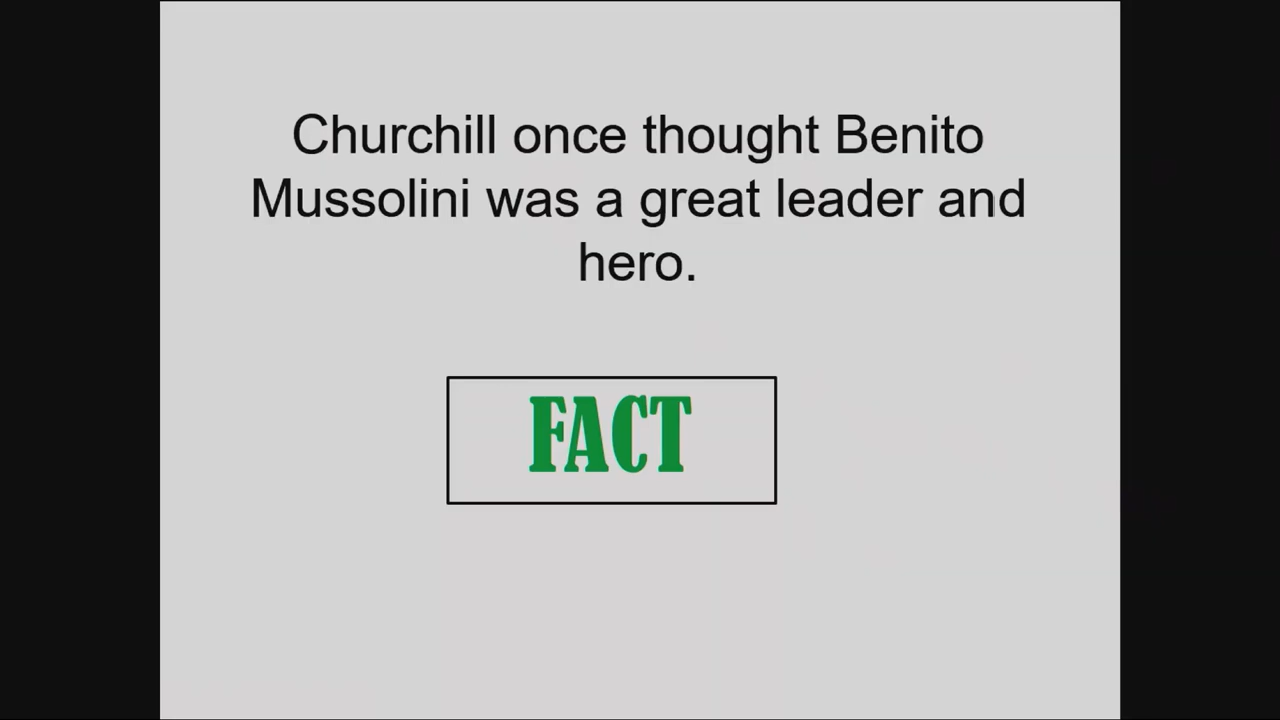 Churchill once thought Benito
Mussolini was a great leader and
hero.
FACT